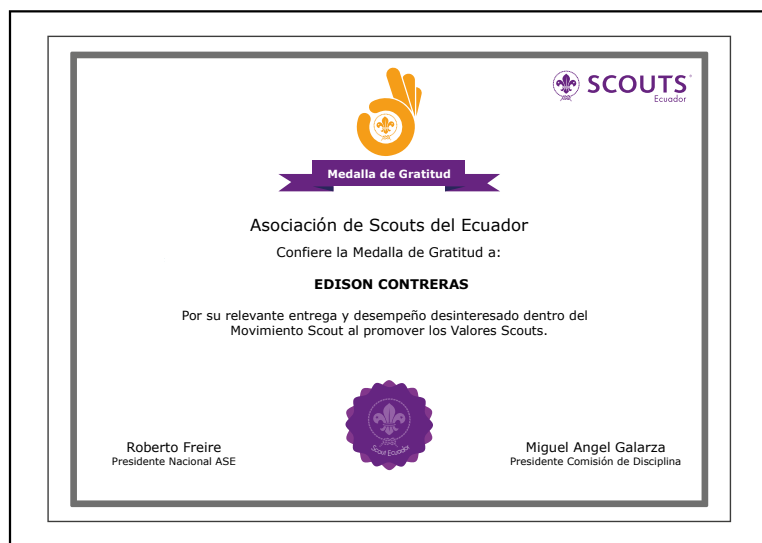 SCOUTS
Ecuador
Medalla de Gratitud
Asociación de Scouts del Ecuador
Confiere la Medalla de Gratitud a:
EDISON CONTRERAS
Por su relevante entrega y desempeño desinteresado dentro del
Movimiento Scout al promover los Valores Scouts.
Scout Ecuador
Roberto Freire
Presidente Nacional ASE
Miguel Angel Galarza
Presidente Comisión de Disciplina